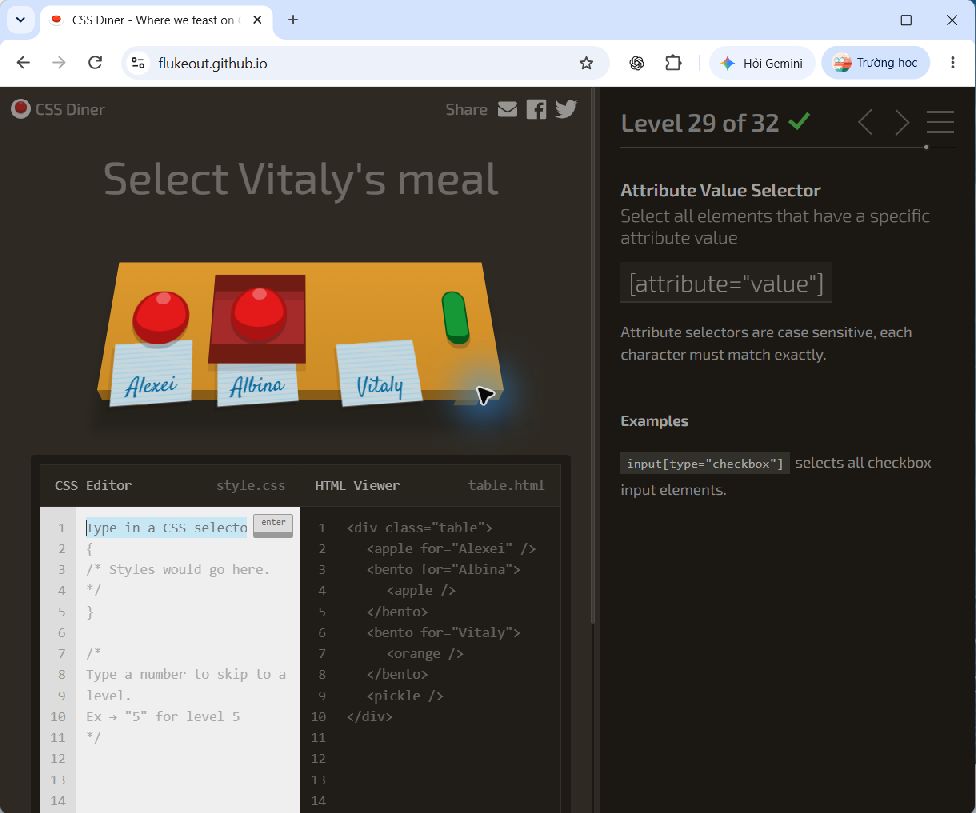 CSS Diner - Where we feast on
flukeout.github.io
Hỏi Gemini
Trường học
CSS Diner
Share
Select Vitaly's meal
Alexei
Albina
Vitaly
CSS Editor
style.css
1
Type in a CSS selecto
enter
2
{
3
/* Styles would go here.
4
*/
5
}
6
7
/*
8
Type a number to skip to a
9
level.
10
Ex → "5" for level 5
11
*/
12
13
14
HTML Viewer
table.html
1
<div class="table">
2
<apple for="Alexei" />
3
<bento for="Albina">
4
<apple />
5
</bento>
6
<bento for="Vitaly">
7
<orange />
8
</bento>
9
<pickle />
10
</div>
11
12
13
14
Level 29 of 32
Attribute Value Selector
Select all elements that have a specific
attribute value
[attribute="value"]
Attribute selectors are case sensitive, each
character must match exactly.
Examples
input[type="checkbox"] selects all checkbox
input elements.